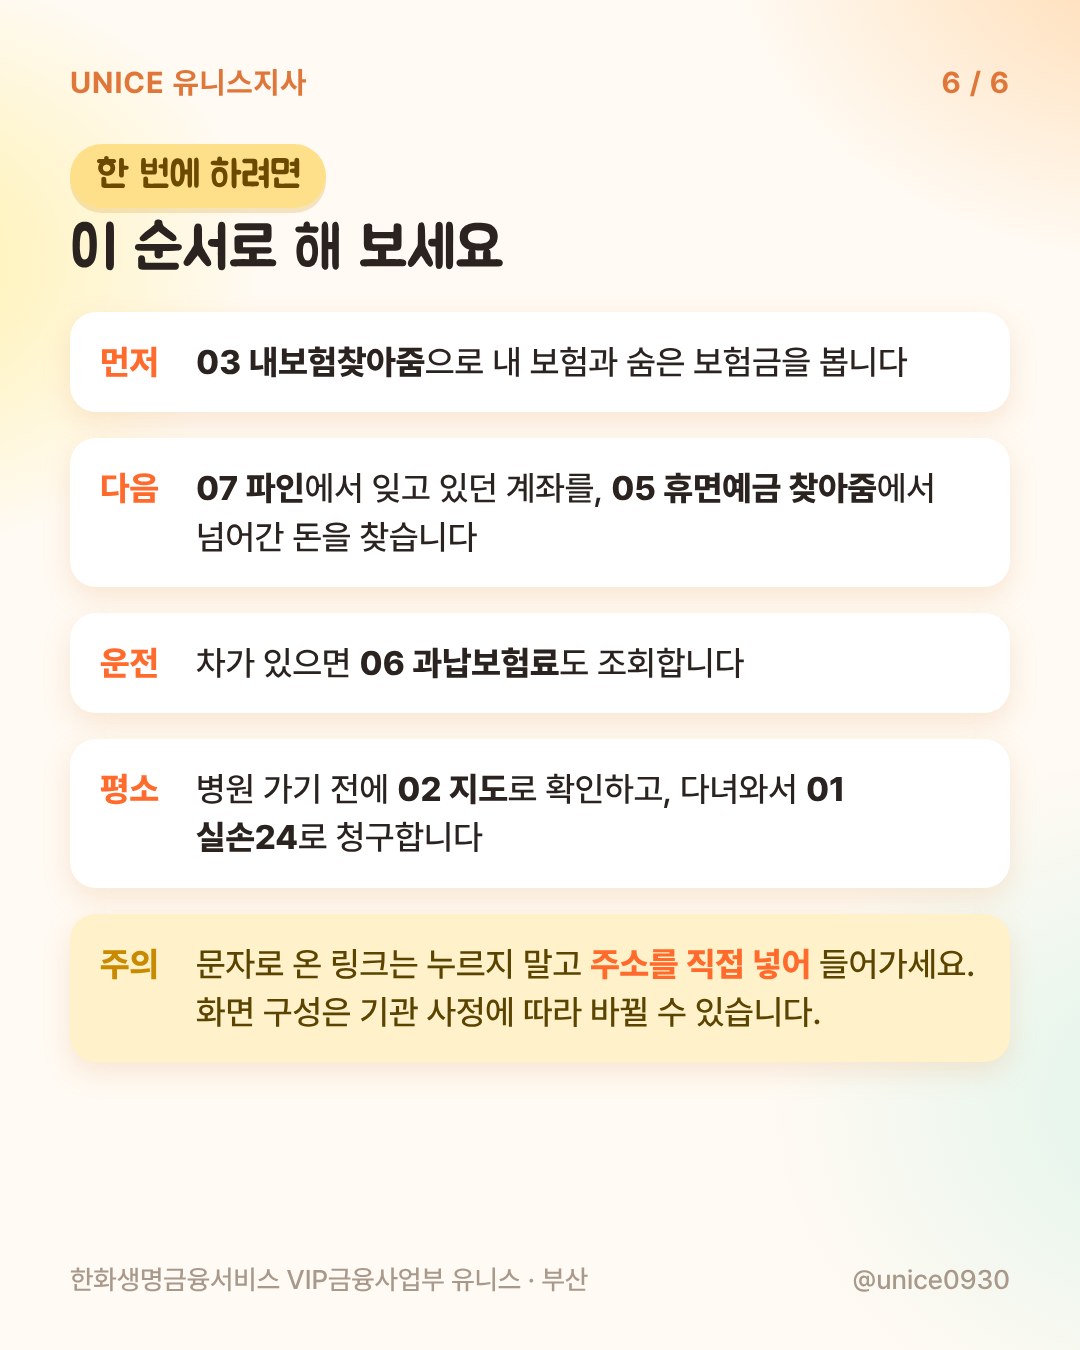 UNICE 유니스지사
6 / 6
한 번에 하려면
이 순서로 해 보세요
먼저
03 내보험찾아줌으로 내 보험과 숨은 보험금을 봅니다
다음
07 파인에서 잊고 있던 계좌를, 05 휴면예금 찾아줌에서
넘어간 돈을 찾습니다
운전
차가 있으면 06 과납보험료도 조회합니다
평소
병원 가기 전에 02 지도로 확인하고, 다녀와서 01
실손24로 청구합니다
주의
문자로 온 링크는 누르지 말고 주소를 직접 넣어 들어가세요.
화면 구성은 기관 사정에 따라 바뀔 수 있습니다.
한화생명금융서비스 VIP금융사업부 유니스 · 부산
@unice0930